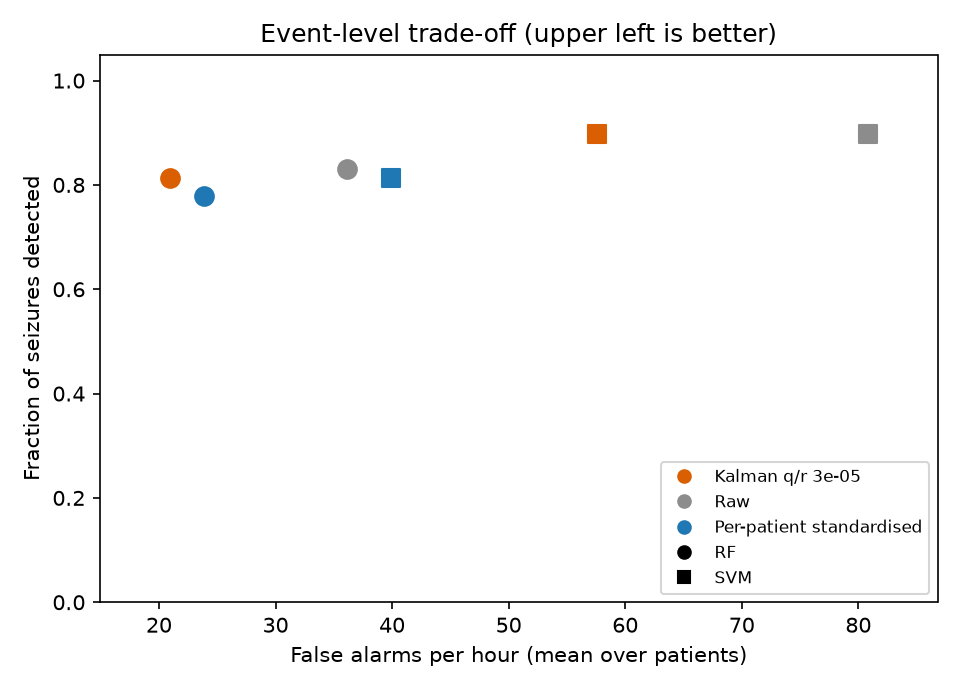 Event-level trade-off (upper left is better)
Fraction of seizures detected
1.0
0.8
0.6
0.4
0.2
0.0
20 30 40 50 60 70 80
False alarms per hour (mean over patients)
Kalman q/r 3e-05
Raw
Per-patient standardised
RF
SVM